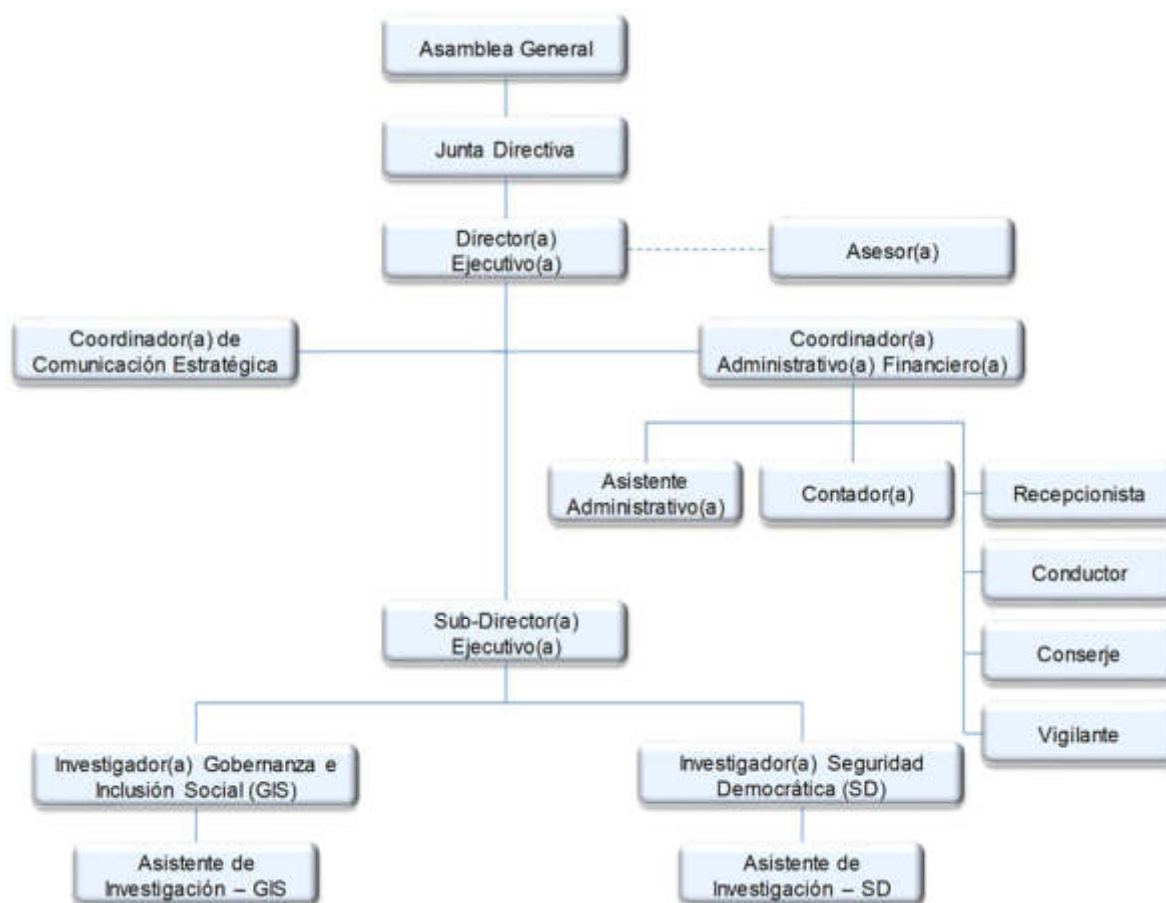 Asamblea General
Junta Directiva
Director(a)
Ejecutivo(a)
Asesor(a)
Coordinador(a) de
Comunicación Estratégica
Coordinador(a)
Administrativo(a) Financiero(a)
Asistente
Administrativo(a)
Contador(a)
Recepcionista
Conductor
Conserje
Vigilante
Sub-Director(a)
Ejecutivo(a)
Investigador(a) Gobernanza e
Inclusión Social (GIS)
Investigador(a) Seguridad
Democrática (SD)
Asistente de
Investigación – GIS
Asistente de
Investigación – SD